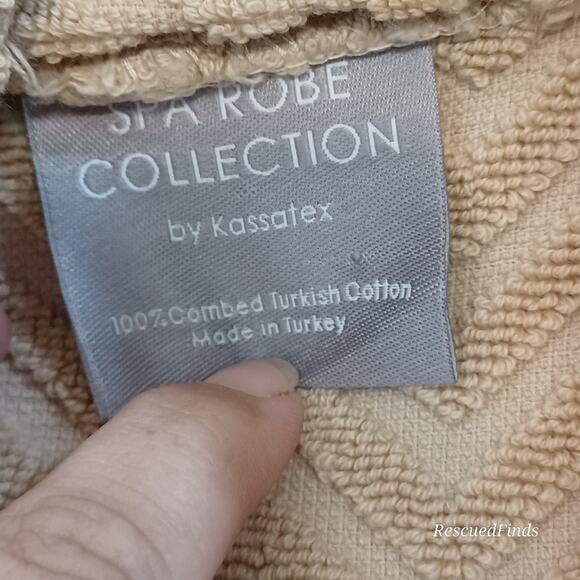 SPA ROBE
COLLECTION
by Kassatex
100% Combed Turkish Cotton
Made in Turkey
RescuedFinds